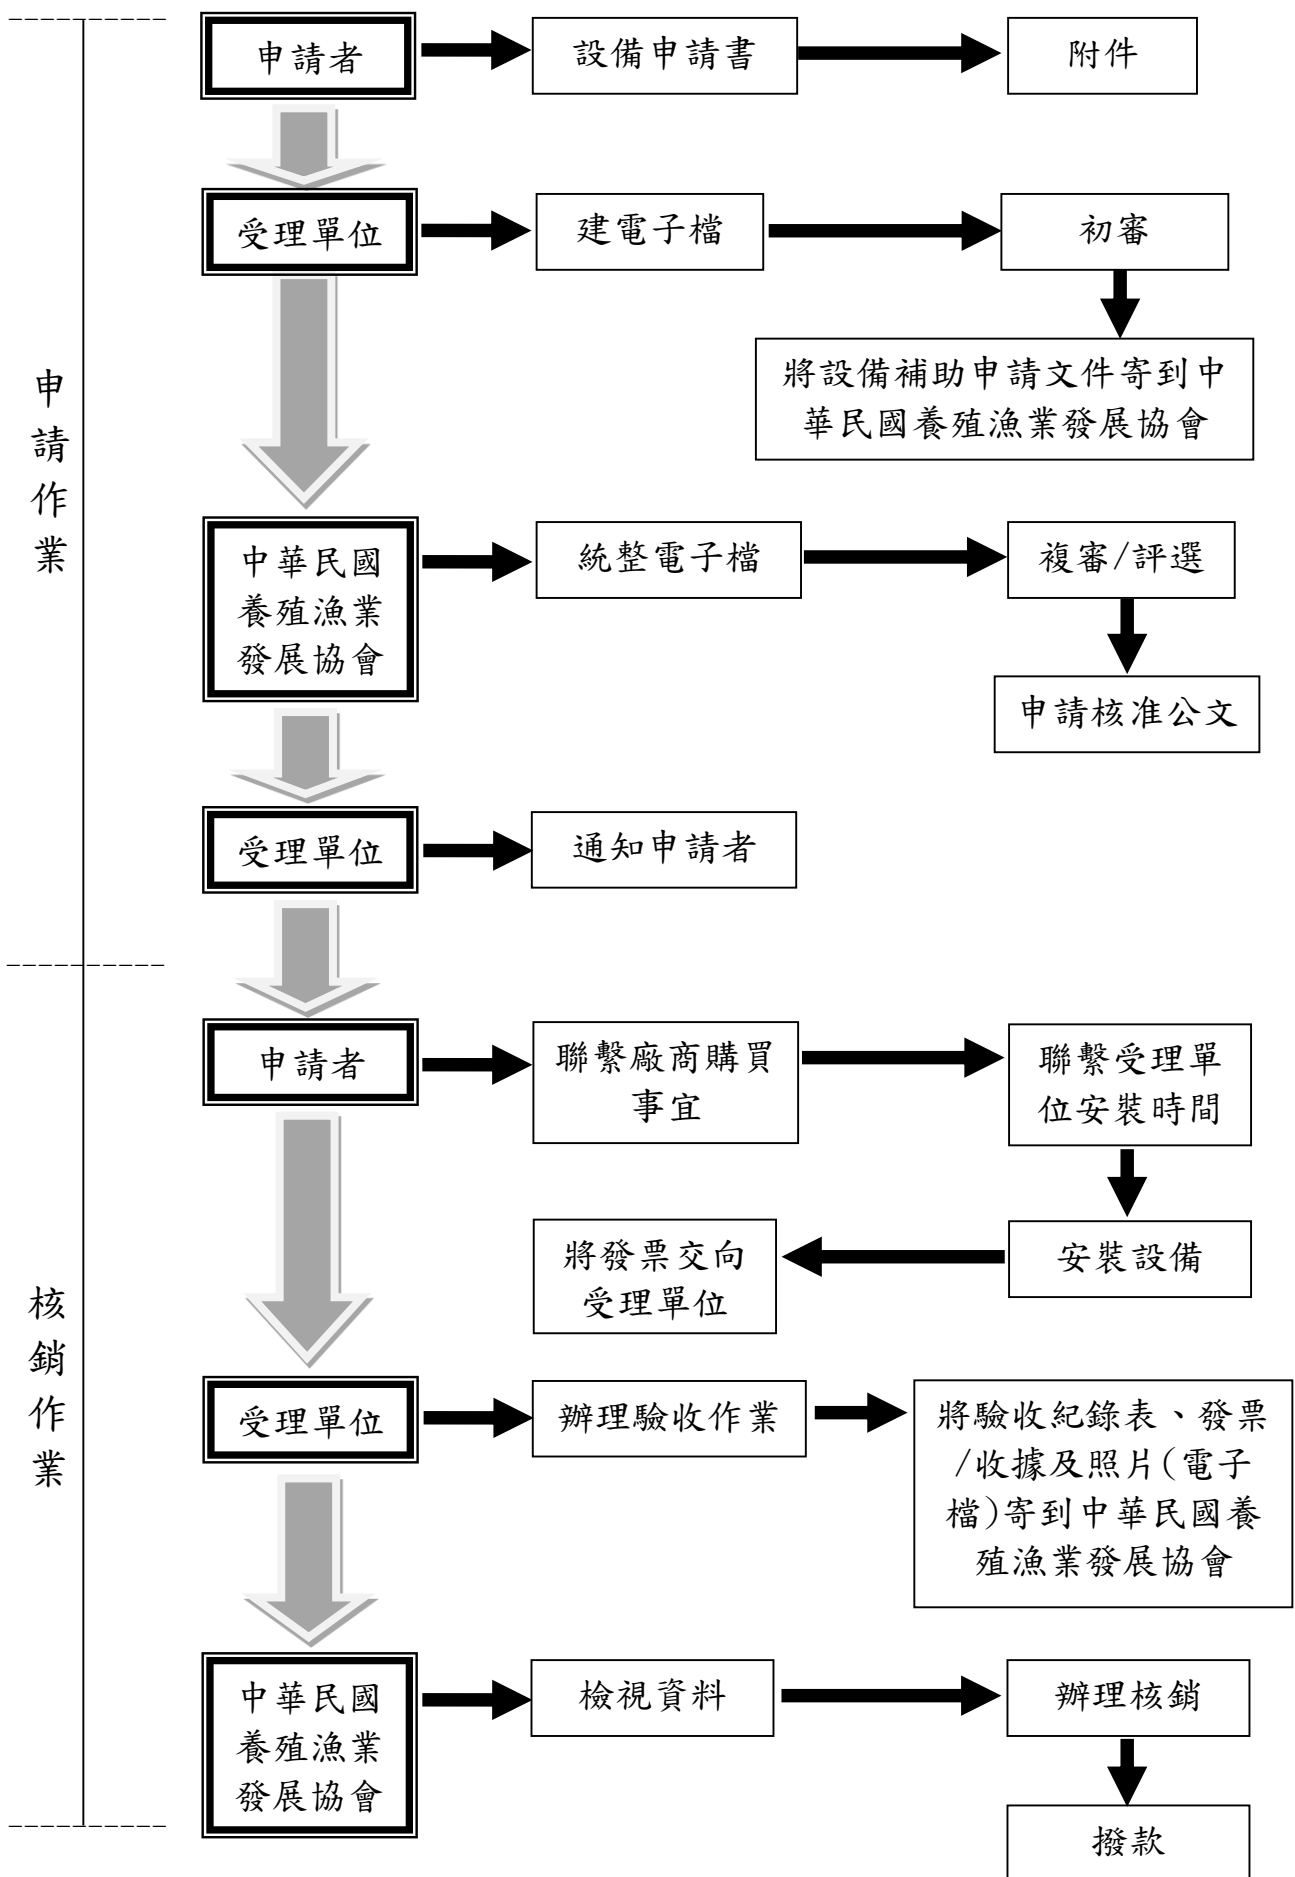 申請者
設備申請書
附件
受理單位
建電子檔
初審
將設備補助申請文件寄到中
華民國養殖漁業發展協會
申請作業
中華民國
養殖漁業
發展協會
統整電子檔
複審/評選
申請核准公文
受理單位
通知申請者
申請者
聯繫廠商購買
事宜
聯繫受理單
位安裝時間
安裝設備
將發票交向
受理單位
核銷作業
受理單位
辦理驗收作業
將驗收紀錄表、發票
/收據及照片(電子
檔)寄到中華民國養
殖漁業發展協會
中華民國
養殖漁業
發展協會
檢視資料
辦理核銷
撥款